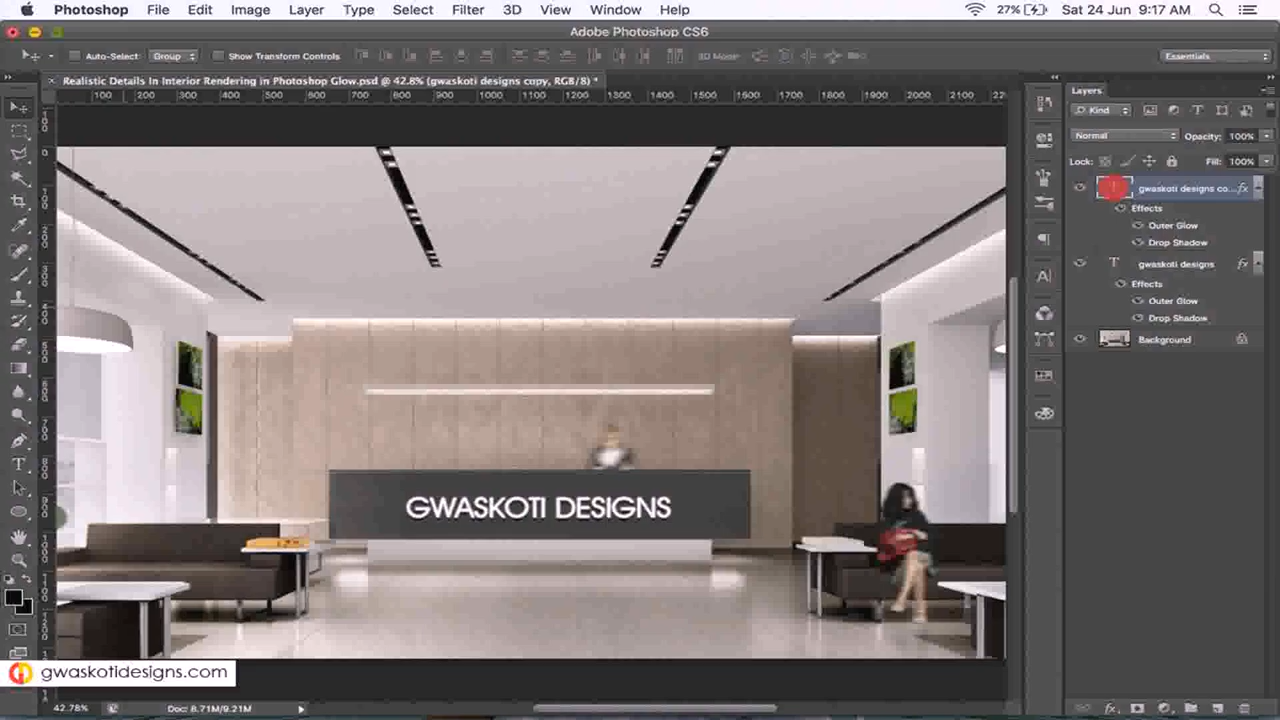 Photoshop File Edit Image Layer Type Select Filter 3D View Window Help 27% Sat 24 Jun 9:17 AM
Adobe Photoshop CS6
Auto-Select: Group Show Transform Controls 3D Mode: Essentials
Realistic Details In Interior Rendering in Photoshop Glow.psd @ 42.8% (gwaskoti designs copy, RGB/8) *
100 200 300 400 500 600 700 800 900 1000 1100 1200 1300 1400 1500 1600 1700 1800 1900 2000 2100
Layers
Kind
Normal Opacity: 100%
Lock: Fill: 100%
gwaskoti designs co... fx
Effects
Outer Glow
Drop Shadow
T gwaskoti designs fx
Effects
Outer Glow
Drop Shadow
Background
GWASKOTI DESIGNS
gwaskotidesigns.com
42.78% Doc: 8.71M/9.21M